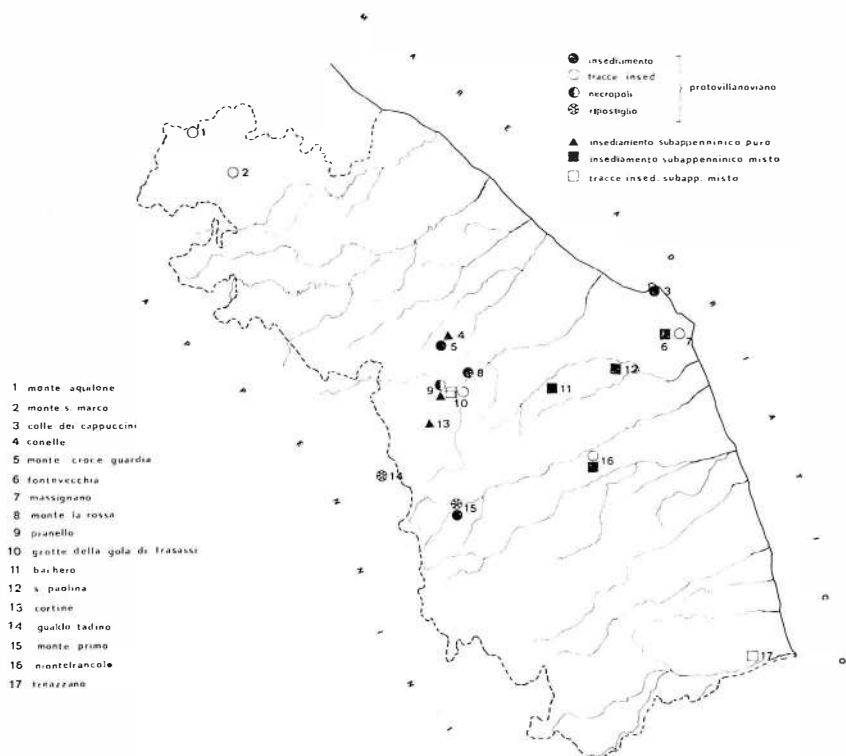 insediamento
tracce insed
necropoli
ripostiglio
protovillanoviano
insediamento subappenninico puro
insediamento subappenninico misto
tracce insed. subapp. misto
MARE ADRIATICO
APPENNINI
1
2
3
4
5
6
7
8
9
10
11
12
13
14
15
16
17
1 monte aquilone
2 monte s. marco
3 colle dei cappuccini
4 conelle
5 monte croce guardia
6 fontevecchia
7 massignano
8 monte la rossa
9 pianello
10 grotte della gola di frasassi
11 bachero
12 s. paolina
13 cortine
14 gualdo tadino
15 monte primo
16 montefrancolo
17 treazzano